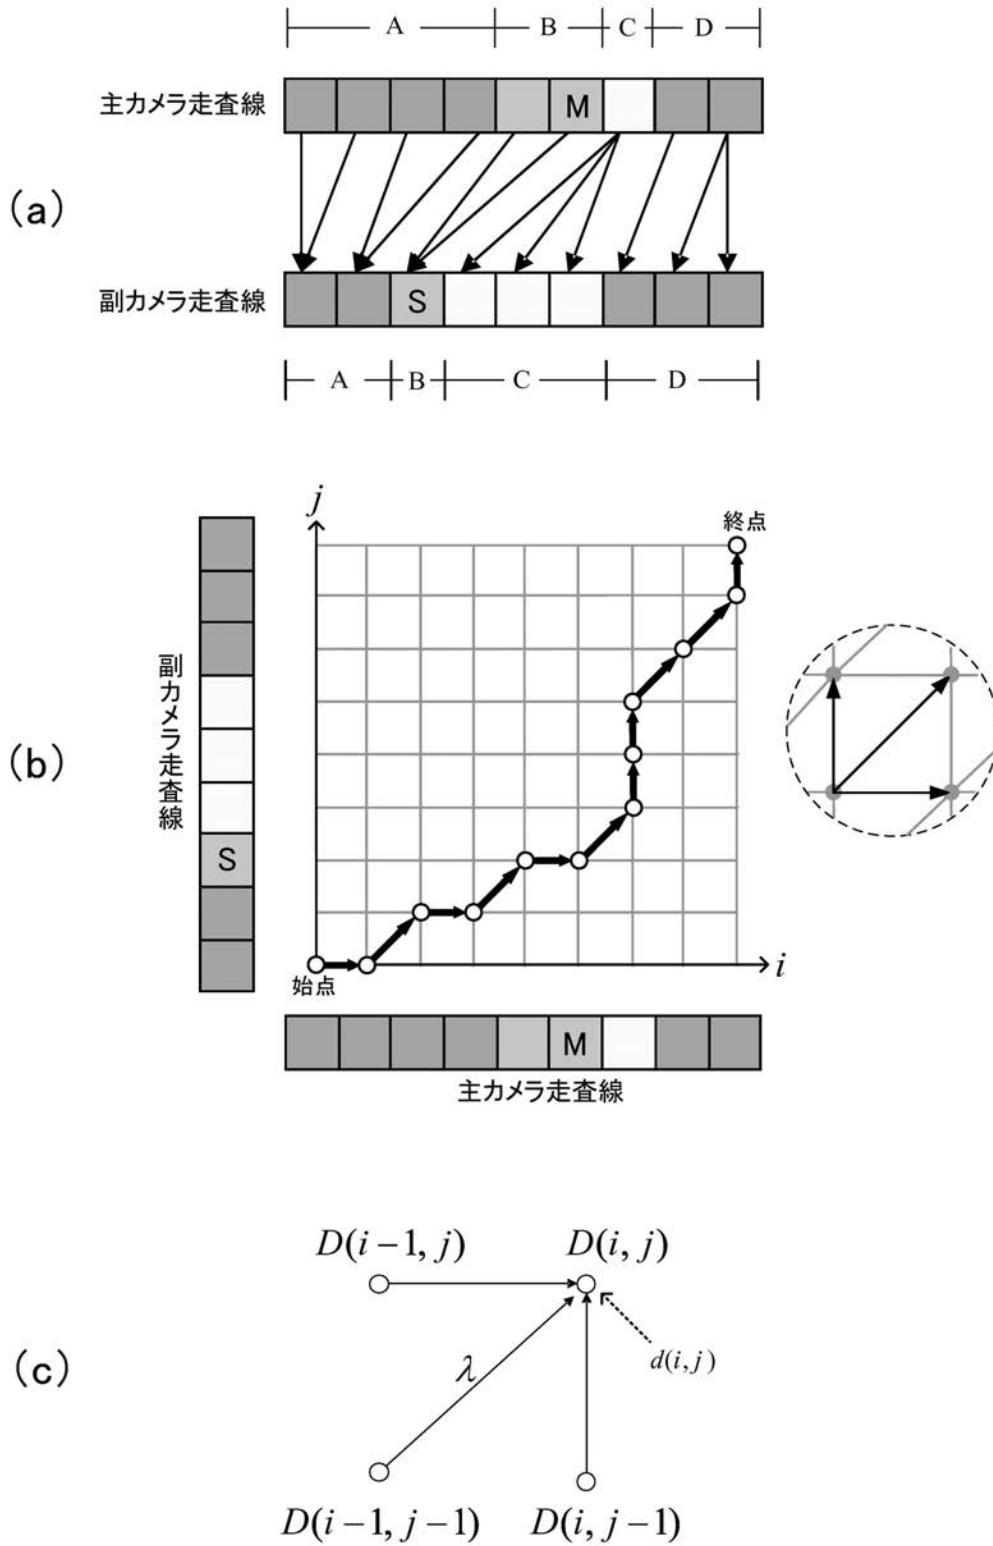 A B C D
主カメラ走査線 M
(a)
副カメラ走査線 S
A B C D
j
終点
副カメラ走査線
S
(b)
i
始点
M
主カメラ走査線
D(i−1, j) D(i, j)
(c)
λ
d(i, j)
D(i−1, j−1) D(i, j−1)